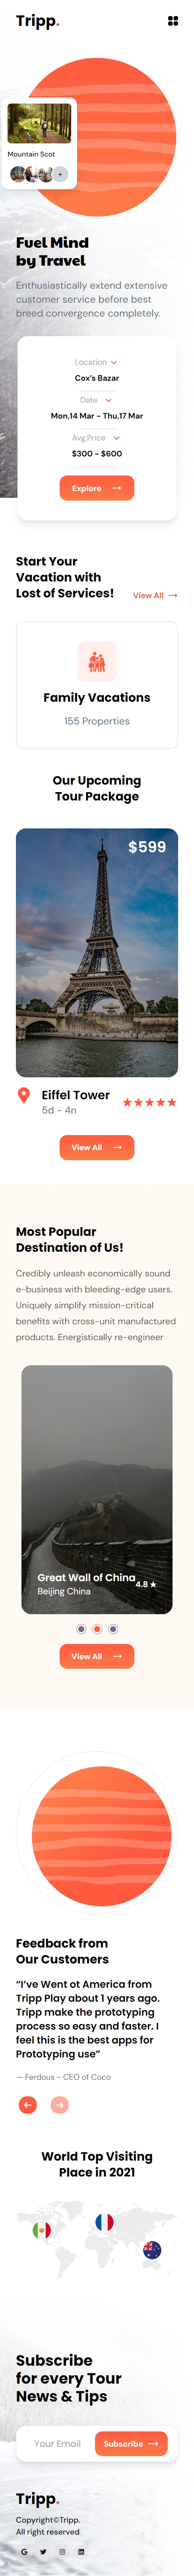 Tripp.
Mountain Scot
+
Fuel Mind
by Travel
Enthusiastically extend extensive
customer service before best
breed convergence completely.
Location
Cox's Bazar
Date
Mon,14 Mar - Thu,17 Mar
Avg.Price
$300 - $600
Explore
Start Your
Vacation with
Lost of Services!
View All
Family Vacations
155 Properties
Our Upcoming
Tour Package
$599
Eiffel Tower
5d - 4n
View All
Most Popular
Destination of Us!
Credibly unleash economically sound
e-business with bleeding-edge users.
Uniquely simplify mission-critical
benefits with cross-unit manufactured
products. Energistically re-engineer
Great Wall of China
Beijing China
4.8 ★
View All
Feedback from
Our Customers
“I’ve Went ot America from
Tripp Play about 1 years ago.
Tripp make the prototyping
process so easy and faster. I
feel this is the best apps for
Prototyping use”
— Ferdous - CEO of Coco
World Top Visiting
Place in 2021
Subscribe
for every Tour
News & Tips
Your Email
Subscribe
Tripp.
Copyright©Tripp.
All right reserved